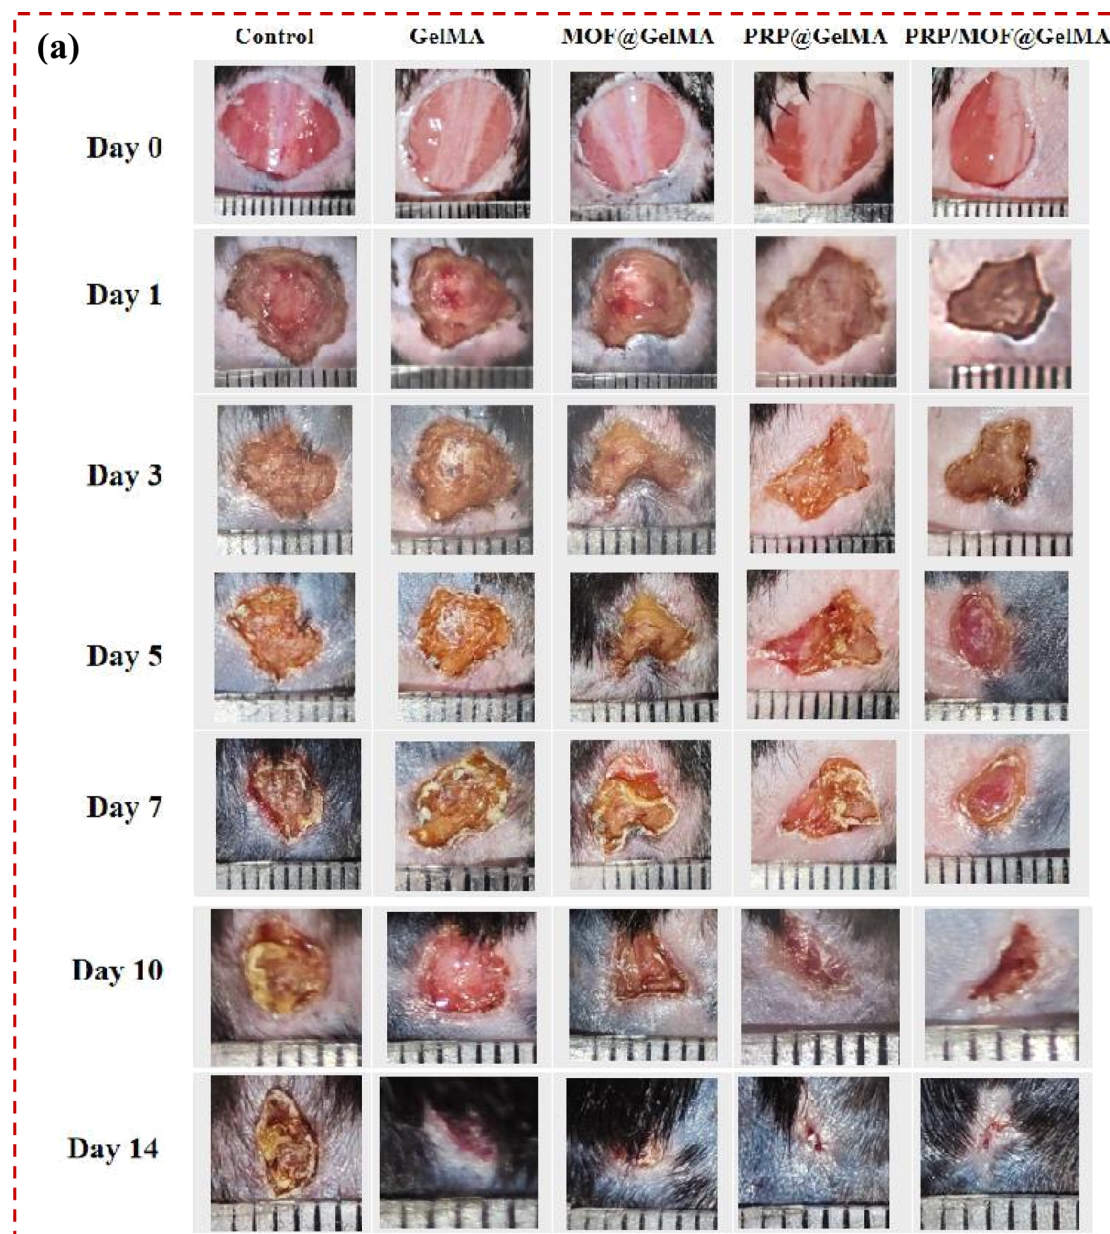 (a)
Control GelMA MOF@GelMA PRP@GelMA PRP/MOF@GelMA
Day 0
Day 1
Day 3
Day 5
Day 7
Day 10
Day 14